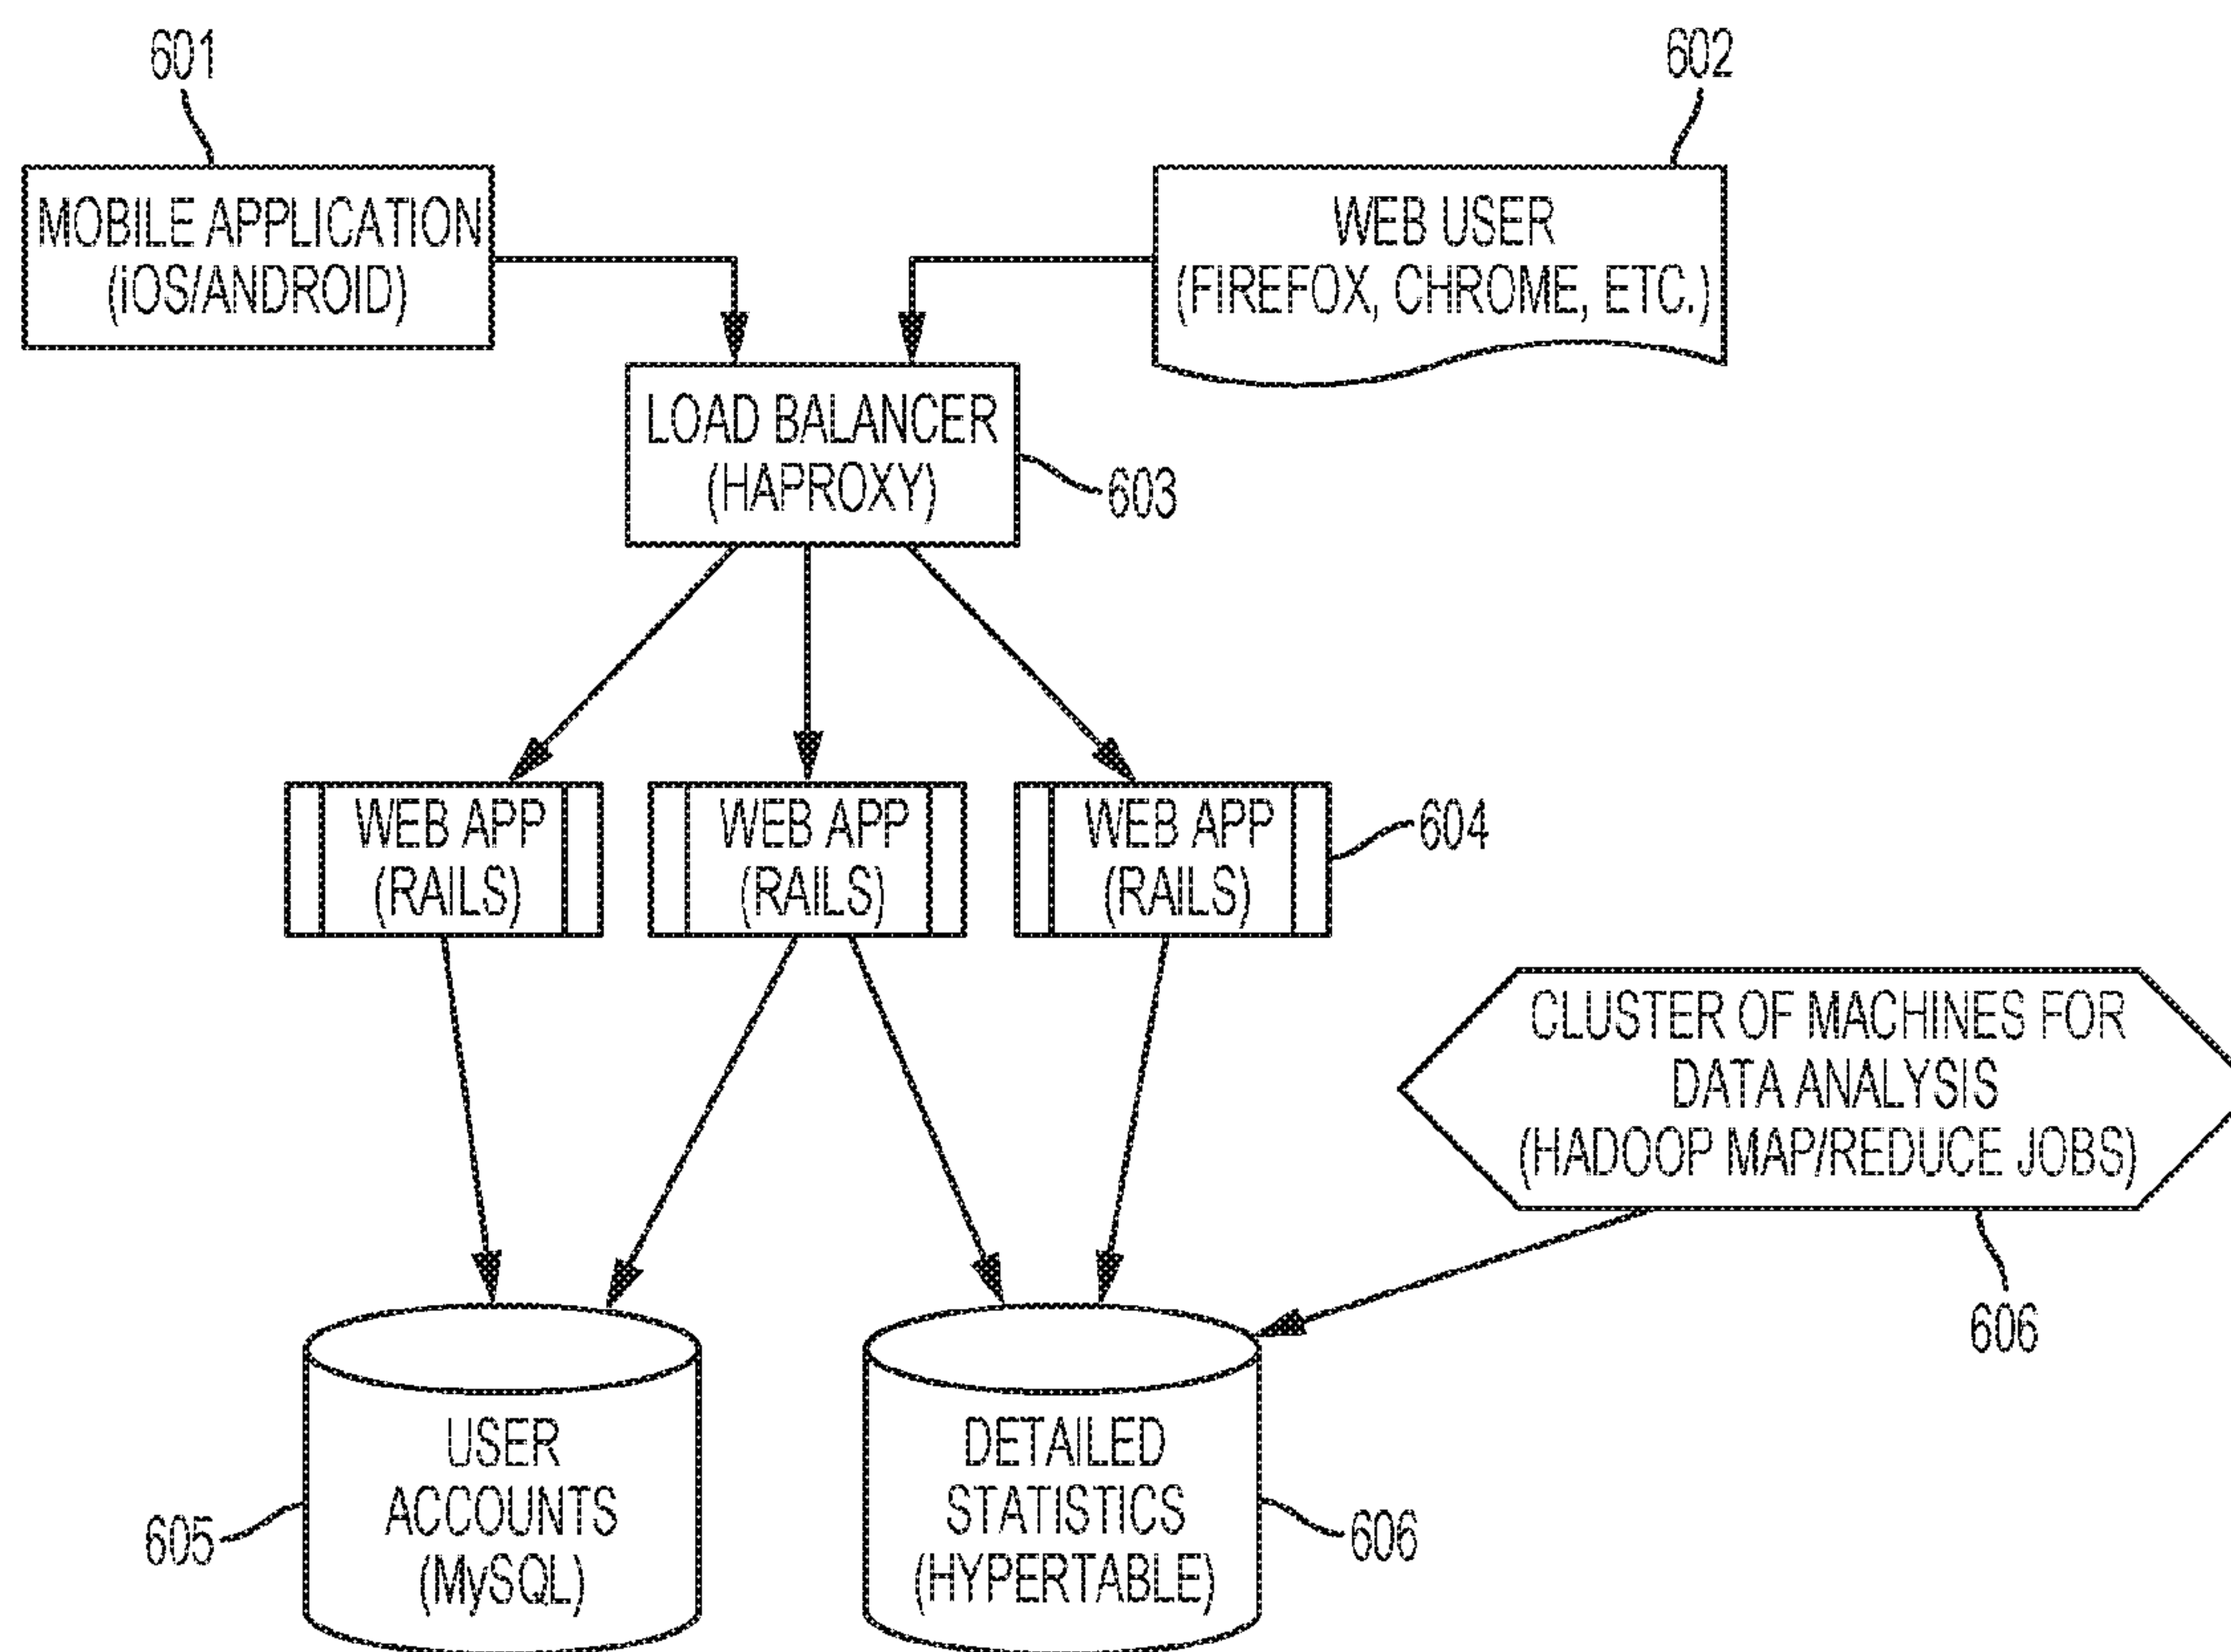 601
602
MOBILE APPLICATION
(iOS/ANDROID)
WEB USER
(FIREFOX, CHROME, ETC.)
LOAD BALANCER
(HAPROXY)
603
WEB APP
(RAILS)
WEB APP
(RAILS)
WEB APP
(RAILS)
604
CLUSTER OF MACHINES FOR
DATA ANALYSIS
(HADOOP MAP/REDUCE JOBS)
606
USER
ACCOUNTS
(MySQL)
605
DETAILED
STATISTICS
(HYPERTABLE)
606